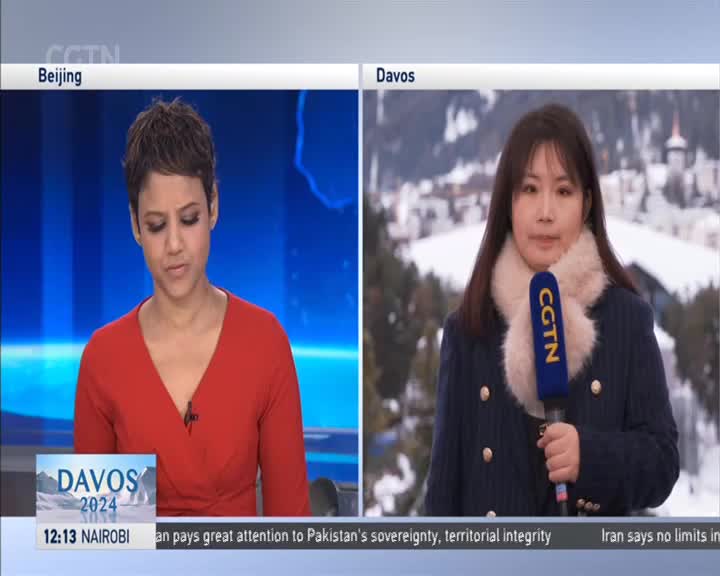 CGTN
Beijing
Davos
CGTN
DAVOS
2024
12:13 NAIROBI
an pays great attention to Pakistan's sovereignty, territorial integrity
Iran says no limits in